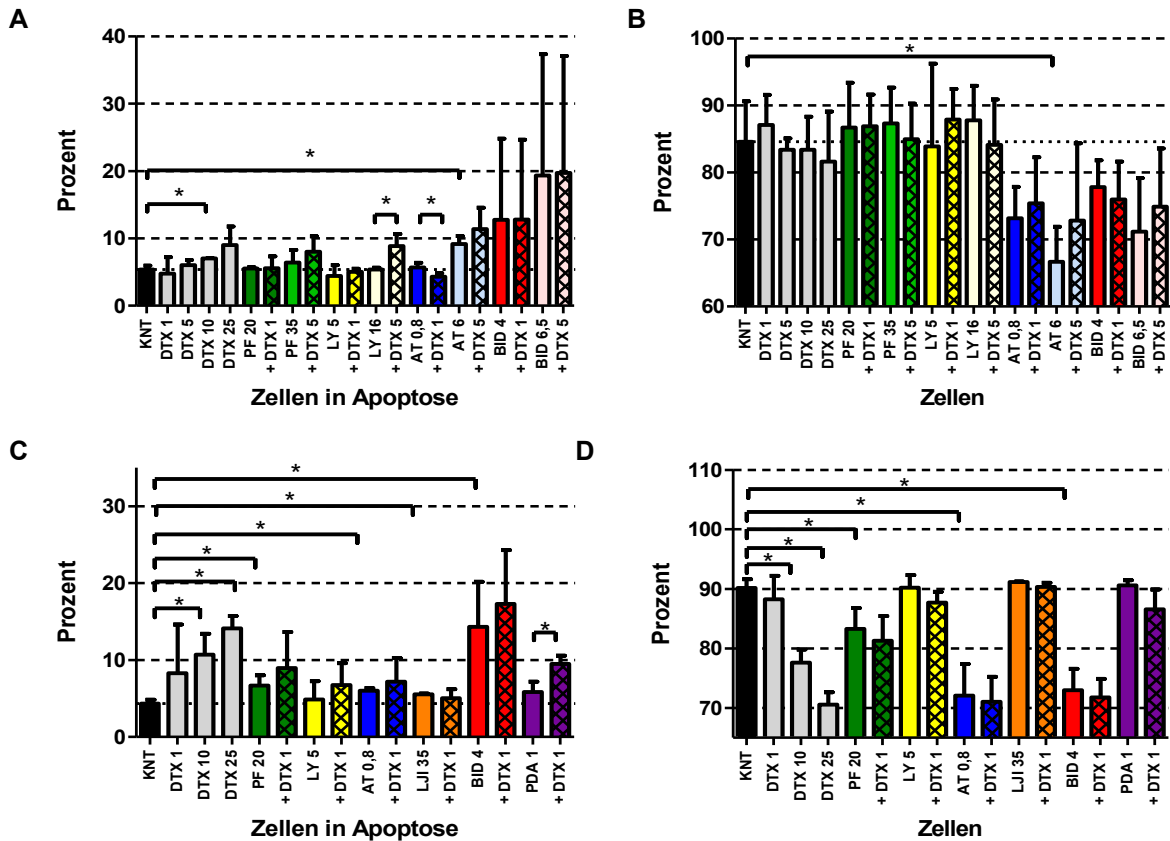 A
Prozent
40
30
20
10
0
*
*
*
*
KNT
DTX 1
DTX 5
DTX 10
DTX 25
PF 20
+ DTX 1
PF 35
+ DTX 5
LY 5
+ DTX 1
LY 16
+ DTX 5
AT 0,8
+ DTX 1
AT 6
+ DTX 5
BID 4
+ DTX 1
BID 6,5
+ DTX 5
Zellen in Apoptose
B
Prozent
100
90
80
70
60
*
KNT
DTX 1
DTX 5
DTX 10
DTX 25
PF 20
+ DTX 1
PF 35
+ DTX 5
LY 5
+ DTX 1
LY 16
+ DTX 5
AT 0,8
+ DTX 1
AT 6
+ DTX 5
BID 4
+ DTX 1
BID 6,5
+ DTX 5
Zellen
C
Prozent
30
20
10
0
*
*
*
*
*
*
*
KNT
DTX 1
DTX 10
DTX 25
PF 20
+ DTX 1
LY 5
+ DTX 1
AT 0,8
+ DTX 1
LJI 35
+ DTX 1
BID 4
+ DTX 1
PDA 1
+ DTX 1
Zellen in Apoptose
D
Prozent
110
100
90
80
70
*
*
*
*
*
KNT
DTX 1
DTX 10
DTX 25
PF 20
+ DTX 1
LY 5
+ DTX 1
AT 0,8
+ DTX 1
LJI 35
+ DTX 1
BID 4
+ DTX 1
PDA 1
+ DTX 1
Zellen